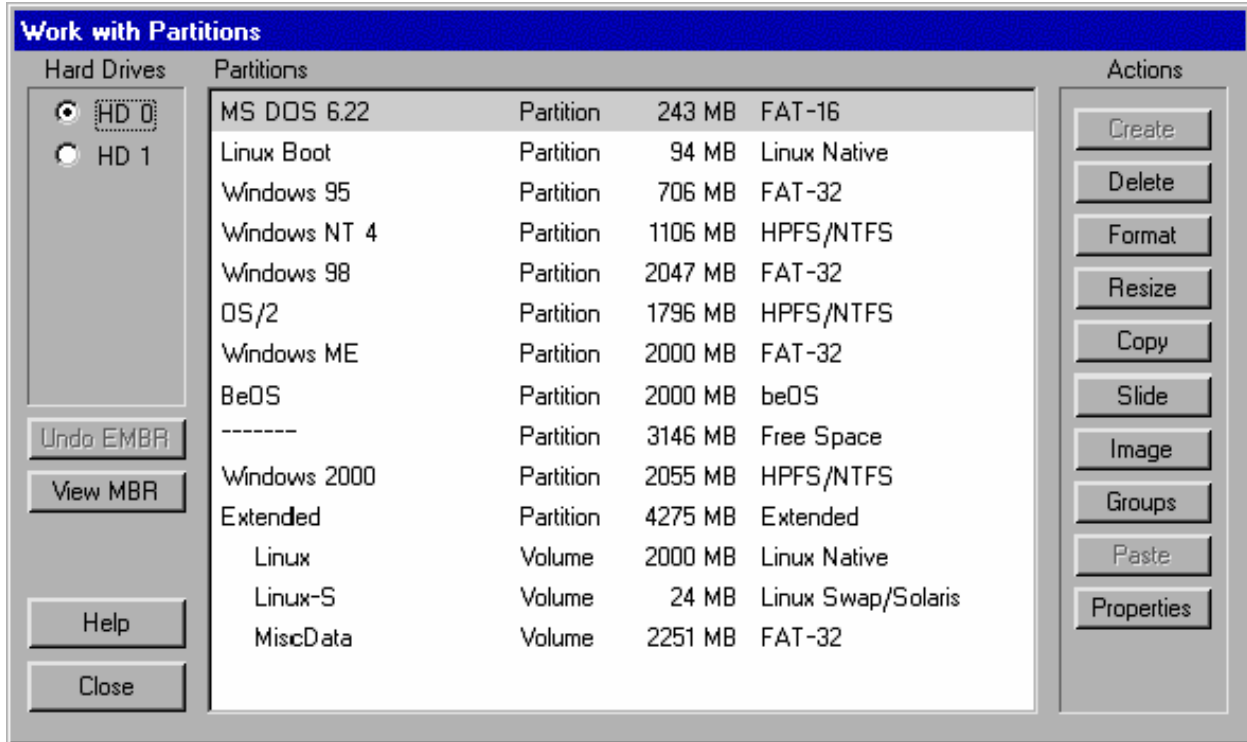 Work with Partitions
Hard Drives
HD 0
HD 1
Undo EMBR
View MBR
Help
Close
Partitions
MS DOS 6.22 Partition 243 MB FAT-16
Linux Boot Partition 94 MB Linux Native
Windows 95 Partition 706 MB FAT-32
Windows NT 4 Partition 1106 MB HPFS/NTFS
Windows 98 Partition 2047 MB FAT-32
OS/2 Partition 1796 MB HPFS/NTFS
Windows ME Partition 2000 MB FAT-32
BeOS Partition 2000 MB beOS
------- Partition 3146 MB Free Space
Windows 2000 Partition 2055 MB HPFS/NTFS
Extended Partition 4275 MB Extended
Linux Volume 2000 MB Linux Native
Linux-S Volume 24 MB Linux Swap/Solaris
MiscData Volume 2251 MB FAT-32
Actions
Create
Delete
Format
Resize
Copy
Slide
Image
Groups
Paste
Properties